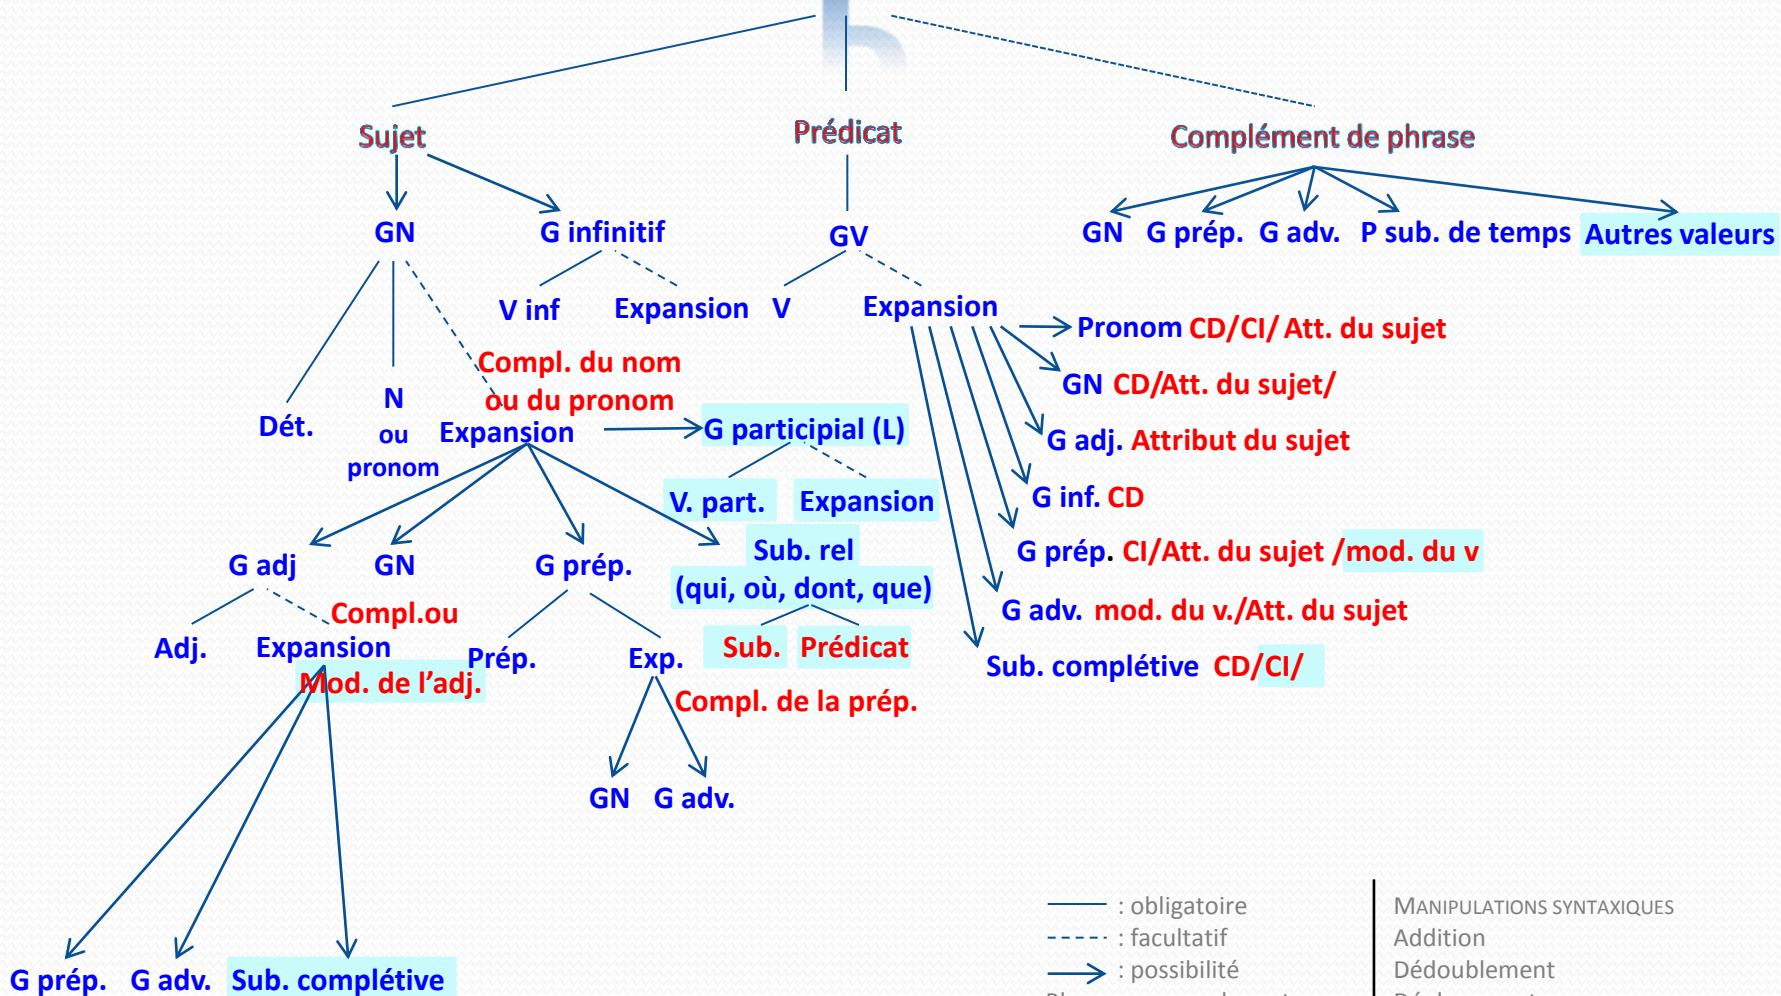 Sujet
Prédicat
Complément de phrase
GN
G infinitif
GV
GN G prép. G adv. P sub. de temps Autres valeurs
V inf
Expansion
V
Expansion
Pronom CD/CI/ Att. du sujet
Compl. du nom
ou du pronom
GN CD/Att. du sujet/
Dét.
N
ou
pronom
Expansion
G participial (L)
G adj. Attribut du sujet
V. part.
Expansion
G inf. CD
G adj
GN
G prép.
Sub. rel
(qui, où, dont, que)
G prép. CI/Att. du sujet /mod. du v
Compl.ou
G adv. mod. du v./Att. du sujet
Adj.
Expansion
Mod. de l’adj.
Prép.
Exp.
Sub.
Prédicat
Sub. complétive CD/CI/
Compl. de la prép.
GN G adv.
G prép. G adv. Sub. complétive
: obligatoire
: facultatif
: possibilité
MANIPULATIONS SYNTAXIQUES
Addition
Dédoublement